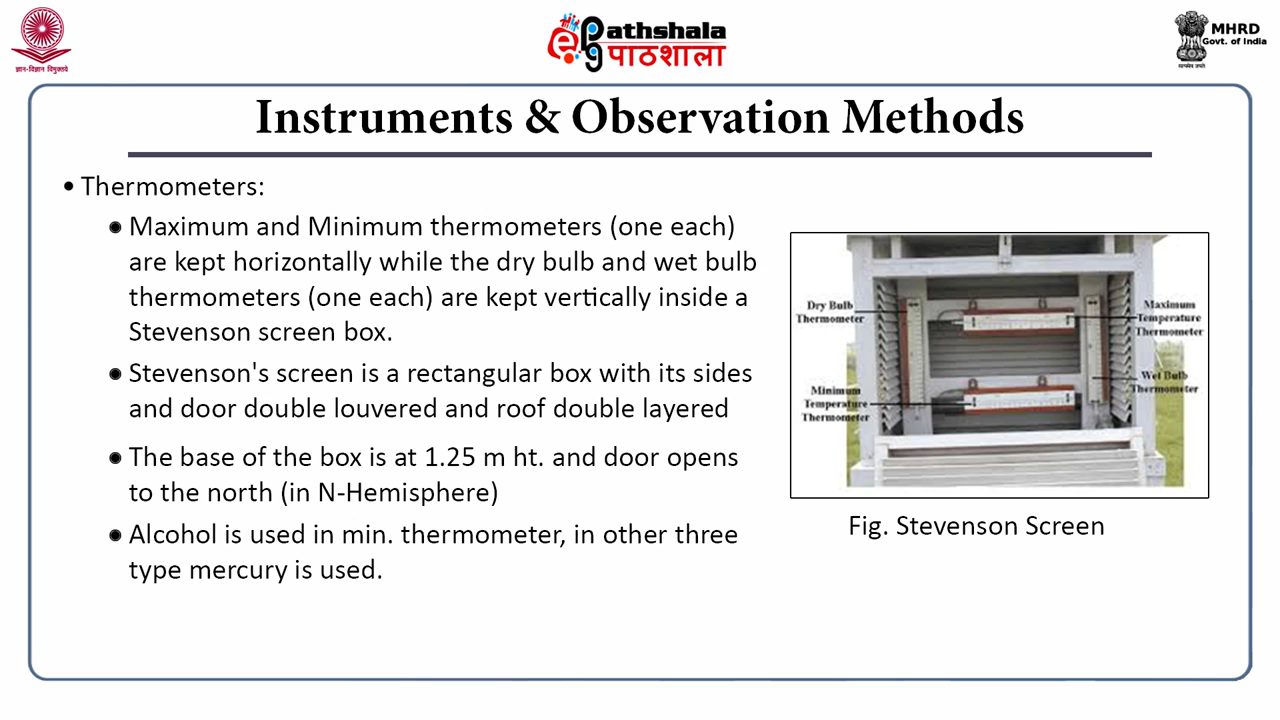 ज्ञान-विज्ञान विमुक्तये
ePG athshala
पाठशाला
MHRD
Govt. of India
सत्यमेव जयते
Instruments & Observation Methods
• Thermometers:
Maximum and Minimum thermometers (one each)
are kept horizontally while the dry bulb and wet bulb
thermometers (one each) are kept vertically inside a
Stevenson screen box.
Stevenson's screen is a rectangular box with its sides
and door double louvered and roof double layered
The base of the box is at 1.25 m ht. and door opens
to the north (in N-Hemisphere)
Alcohol is used in min. thermometer, in other three
type mercury is used.
Dry Bulb
Thermometer
Maximum
Temperature
Thermometer
Minimum
Temperature
Thermometer
Wet Bulb
Thermometer
Fig. Stevenson Screen